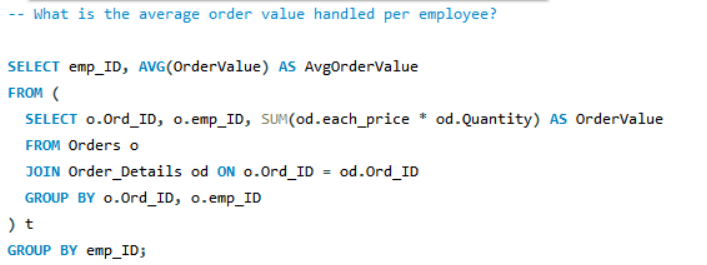 -- What is the average order value handled per employee?
SELECT emp_ID, AVG(OrderValue) AS AvgOrderValue
FROM (
SELECT o.Ord_ID, o.emp_ID, SUM(od.each_price * od.Quantity) AS OrderValue
FROM Orders o
JOIN Order_Details od ON o.Ord_ID = od.Ord_ID
GROUP BY o.Ord_ID, o.emp_ID
) t
GROUP BY emp_ID;